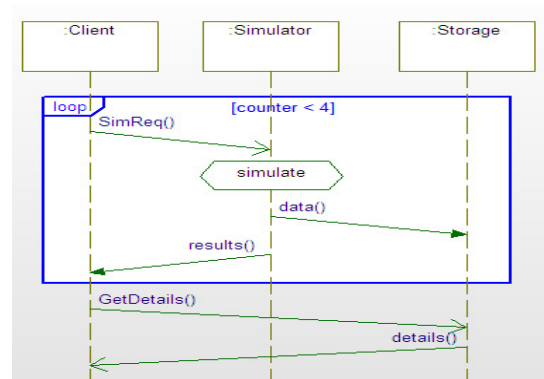 :Client
:Simulator
:Storage
loop
[counter < 4]
SimReq()
simulate
data()
results()
GetDetails()
details()